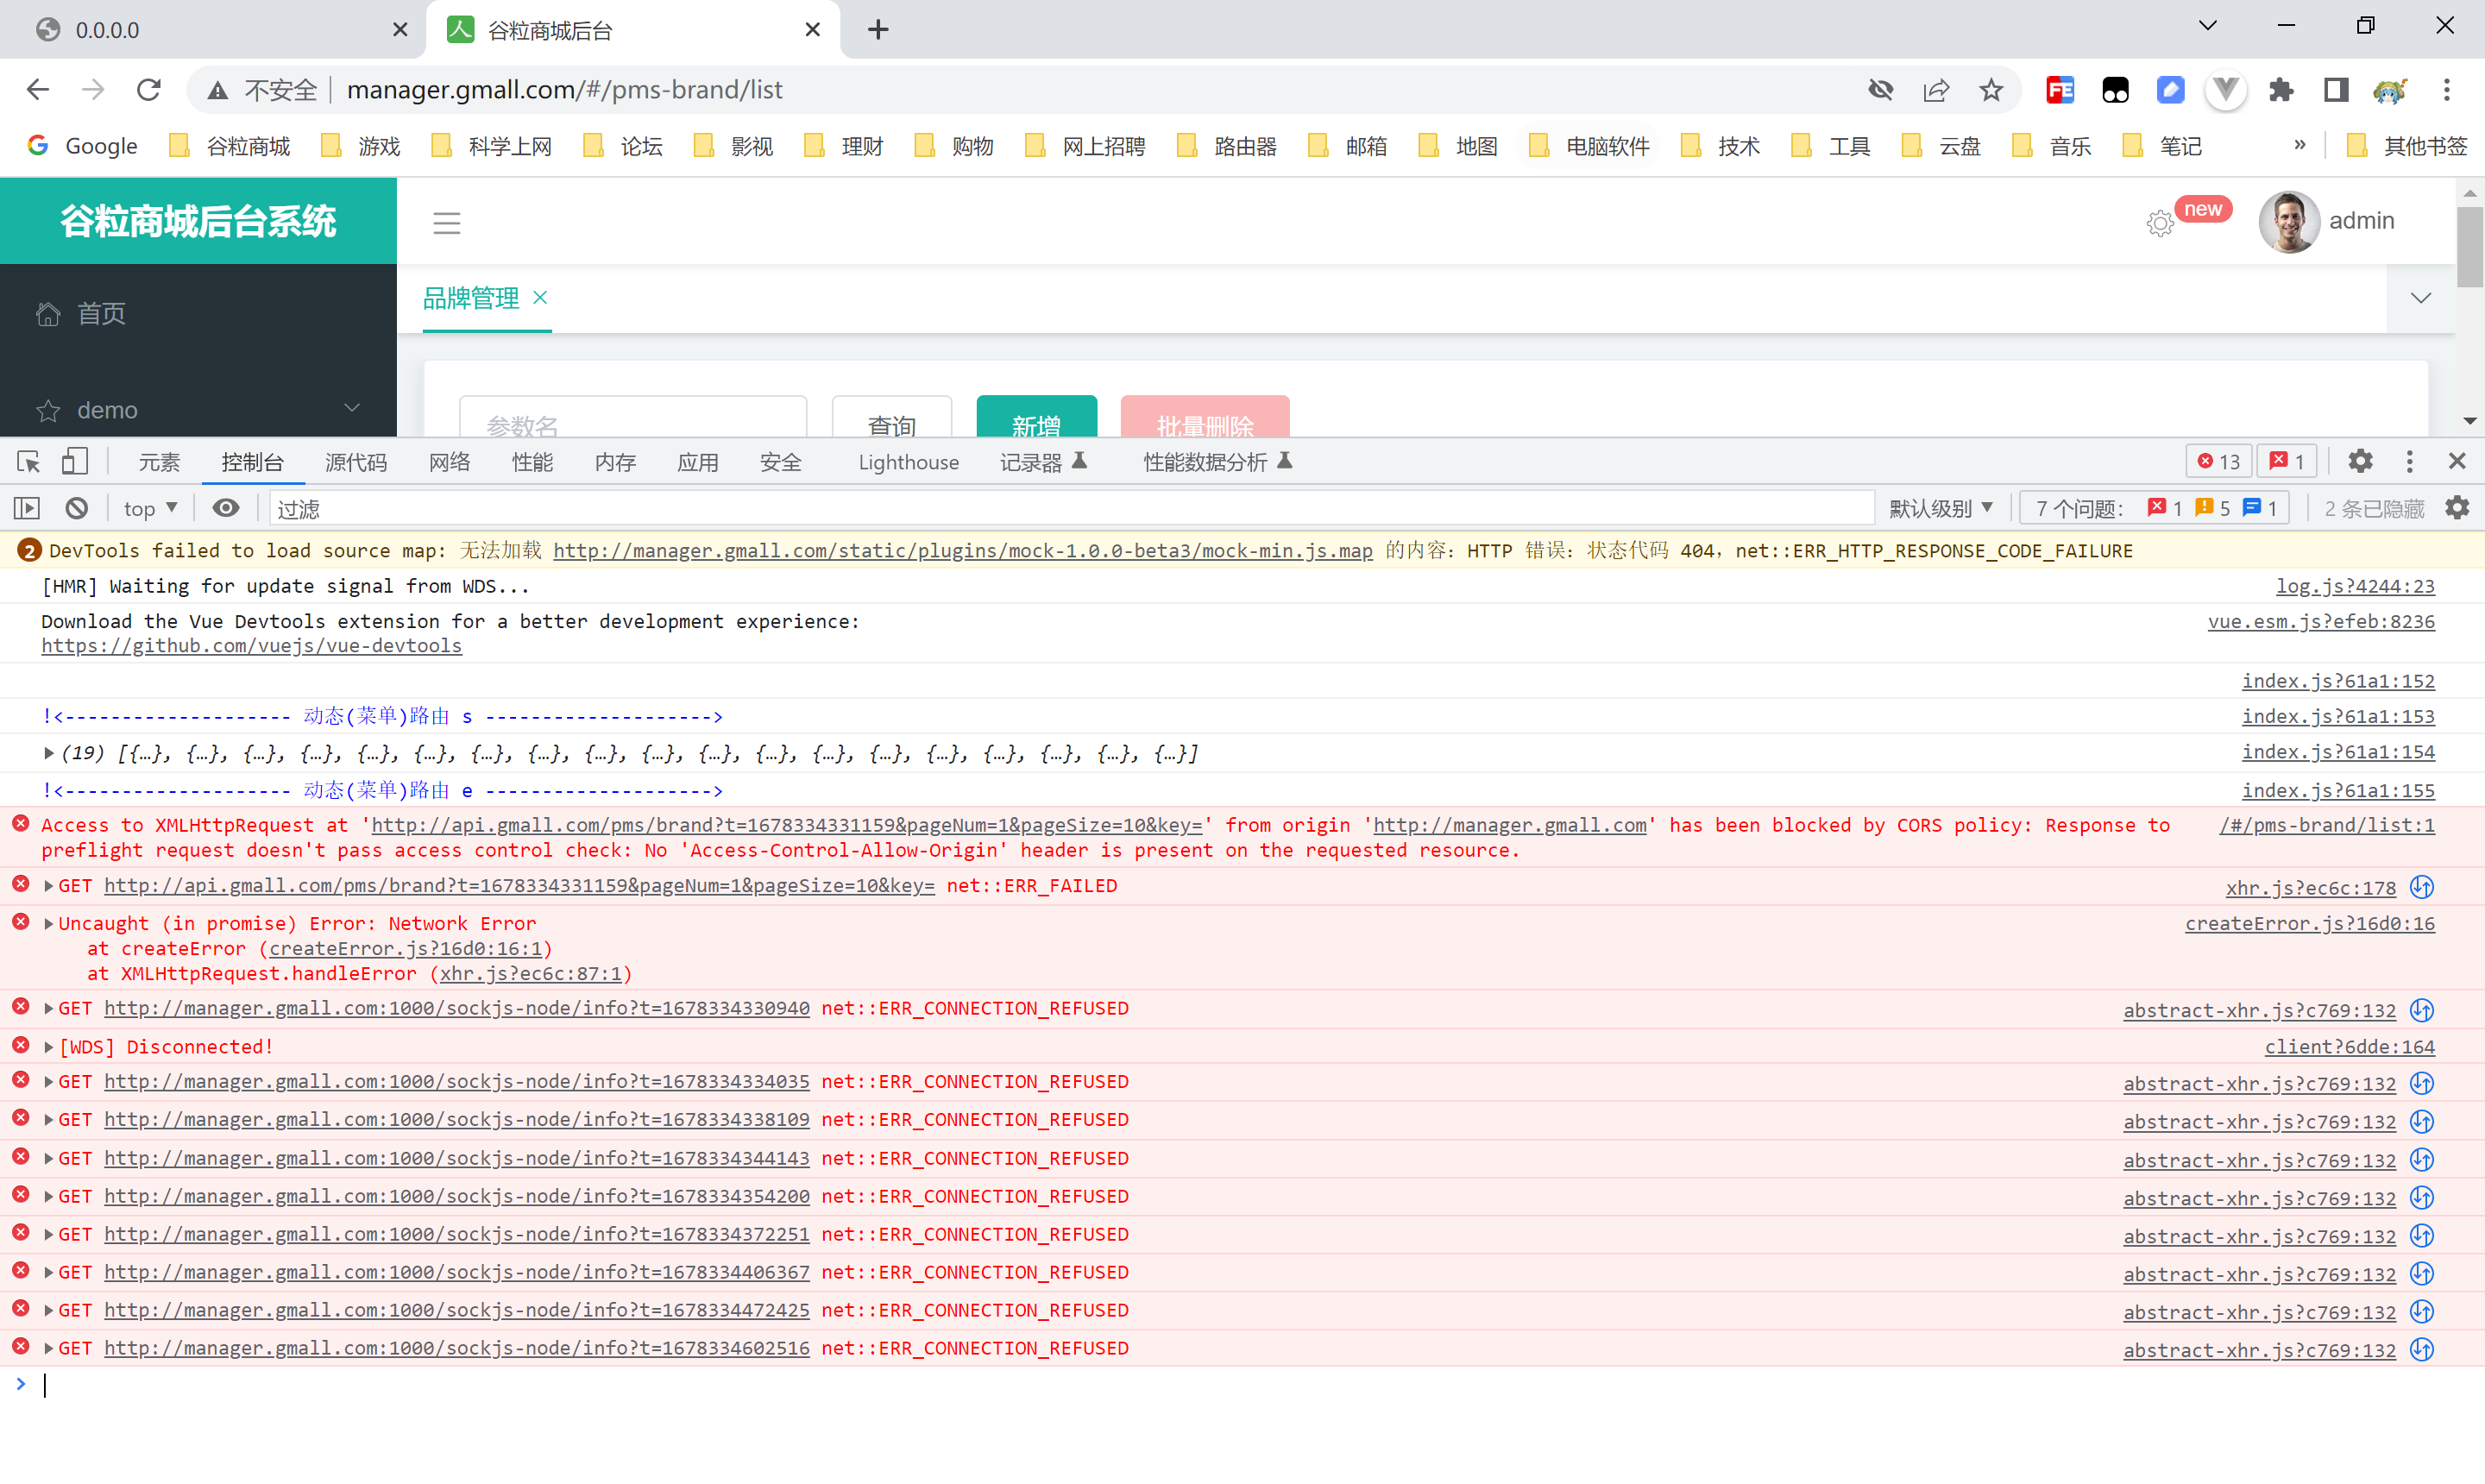 0.0.0.0
谷粒商城后台
不安全 manager.gmall.com/#/pms-brand/list
Google 谷粒商城 游戏 科学上网 论坛 影视 理财 购物 网上招聘 路由器 邮箱 地图 电脑软件 技术 工具 云盘 音乐 笔记 » 其他书签
谷粒商城后台系统
new admin
首页
品牌管理
demo
参数名 查询 新增 批量删除
元素 控制台 源代码 网络 性能 内存 应用 安全 Lighthouse 记录器 性能数据分析 13 1
top 过滤 默认级别 7 个问题: 1 5 1 2 条已隐藏
2 DevTools failed to load source map: 无法加载 http://manager.gmall.com/static/plugins/mock-1.0.0-beta3/mock-min.js.map 的内容: HTTP 错误: 状态代码 404, net::ERR_HTTP_RESPONSE_CODE_FAILURE
[HMR] Waiting for update signal from WDS... log.js?4244:23
Download the Vue Devtools extension for a better development experience: vue.esm.js?efeb:8236
https://github.com/vuejs/vue-devtools
index.js?61a1:152
!<-------------------- 动态(菜单)路由 s --------------------> index.js?61a1:153
(19) [{…}, {…}, {…}, {…}, {…}, {…}, {…}, {…}, {…}, {…}, {…}, {…}, {…}, {…}, {…}, {…}, {…}, {…}, {…}] index.js?61a1:154
!<-------------------- 动态(菜单)路由 e --------------------> index.js?61a1:155
Access to XMLHttpRequest at 'http://api.gmall.com/pms/brand?t=1678334331159&pageNum=1&pageSize=10&key=' from origin 'http://manager.gmall.com' has been blocked by CORS policy: Response to /#/pms-brand/list:1
preflight request doesn't pass access control check: No 'Access-Control-Allow-Origin' header is present on the requested resource.
GET http://api.gmall.com/pms/brand?t=1678334331159&pageNum=1&pageSize=10&key= net::ERR_FAILED xhr.js?ec6c:178
Uncaught (in promise) Error: Network Error createError.js?16d0:16
at createError (createError.js?16d0:16:1)
at XMLHttpRequest.handleError (xhr.js?ec6c:87:1)
GET http://manager.gmall.com:1000/sockjs-node/info?t=1678334330940 net::ERR_CONNECTION_REFUSED abstract-xhr.js?c769:132
[WDS] Disconnected! client?6dde:164
GET http://manager.gmall.com:1000/sockjs-node/info?t=1678334334035 net::ERR_CONNECTION_REFUSED abstract-xhr.js?c769:132
GET http://manager.gmall.com:1000/sockjs-node/info?t=1678334338109 net::ERR_CONNECTION_REFUSED abstract-xhr.js?c769:132
GET http://manager.gmall.com:1000/sockjs-node/info?t=1678334344143 net::ERR_CONNECTION_REFUSED abstract-xhr.js?c769:132
GET http://manager.gmall.com:1000/sockjs-node/info?t=1678334354200 net::ERR_CONNECTION_REFUSED abstract-xhr.js?c769:132
GET http://manager.gmall.com:1000/sockjs-node/info?t=1678334372251 net::ERR_CONNECTION_REFUSED abstract-xhr.js?c769:132
GET http://manager.gmall.com:1000/sockjs-node/info?t=1678334406367 net::ERR_CONNECTION_REFUSED abstract-xhr.js?c769:132
GET http://manager.gmall.com:1000/sockjs-node/info?t=1678334472425 net::ERR_CONNECTION_REFUSED abstract-xhr.js?c769:132
GET http://manager.gmall.com:1000/sockjs-node/info?t=1678334602516 net::ERR_CONNECTION_REFUSED abstract-xhr.js?c769:132